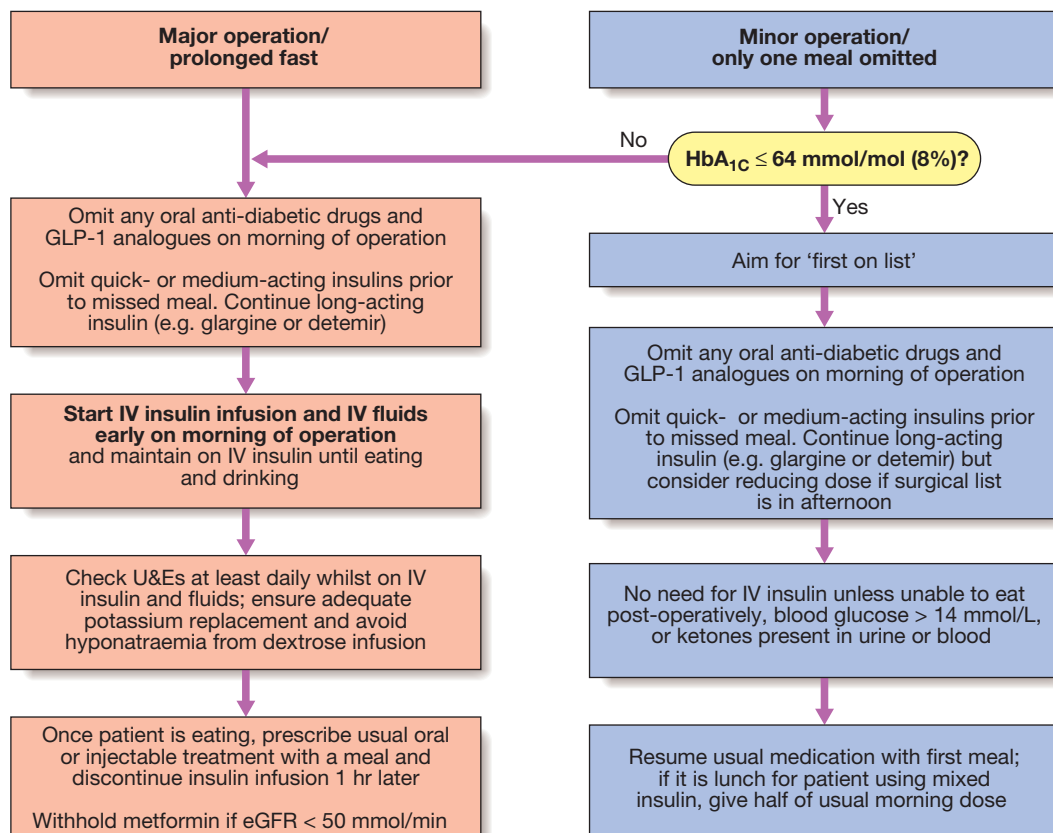 Major operation/
prolonged fast
Minor operation/
only one meal omitted
No
HbA1C ≤ 64 mmol/mol (8%)?
Yes
Omit any oral anti-diabetic drugs and
GLP-1 analogues on morning of operation
Omit quick- or medium-acting insulins prior
to missed meal. Continue long-acting
insulin (e.g. glargine or detemir)
Start IV insulin infusion and IV fluids
early on morning of operation
and maintain on IV insulin until eating
and drinking
Check U&Es at least daily whilst on IV
insulin and fluids; ensure adequate
potassium replacement and avoid
hyponatraemia from dextrose infusion
Once patient is eating, prescribe usual oral
or injectable treatment with a meal and
discontinue insulin infusion 1 hr later
Withhold metformin if eGFR < 50 mmol/min
Aim for ‘first on list’
Omit any oral anti-diabetic drugs and
GLP-1 analogues on morning of operation
Omit quick- or medium-acting insulins prior
to missed meal. Continue long-acting
insulin (e.g. glargine or detemir) but
consider reducing dose if surgical list
is in afternoon
No need for IV insulin unless unable to eat
post-operatively, blood glucose > 14 mmol/L,
or ketones present in urine or blood
Resume usual medication with first meal;
if it is lunch for patient using mixed
insulin, give half of usual morning dose